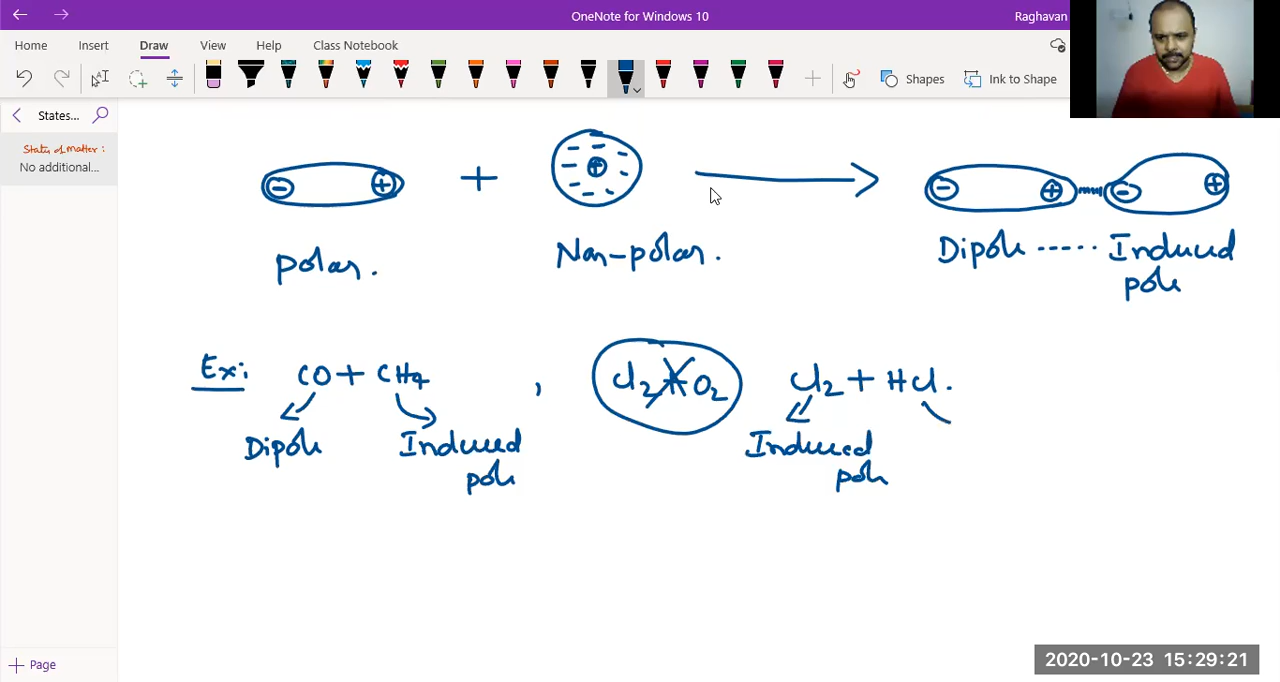 OneNote for Windows 10
Raghavan
Home Insert Draw View Help Class Notebook
Shapes
Ink to Shape
States...
States of matter:
No additional...
- + + - + - + - +
polar.
Non-polar.
Dipole ----- Induced
pole
Ex: CO + CH4 , Cl2 + O2 Cl2 + HCl.
Dipole Induced
pole
Induced
pole
+ Page
2020-10-23 15:29:21